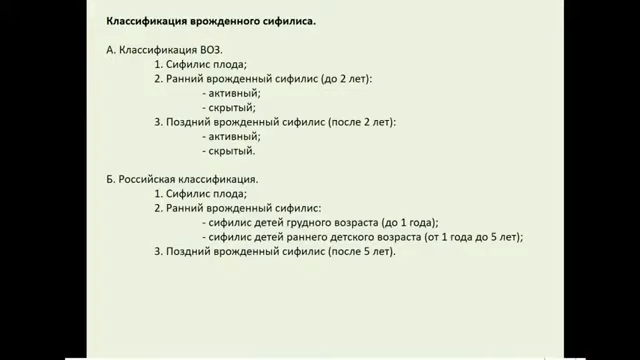 Классификация врожденного сифилиса.
А. Классификация ВОЗ.
1. Сифилис плода;
2. Ранний врожденный сифилис (до 2 лет):
- активный;
- скрытый;
3. Поздний врожденный сифилис (после 2 лет):
- активный;
- скрытый.
Б. Российская классификация.
1. Сифилис плода;
2. Ранний врожденный сифилис:
- сифилис детей грудного возраста (до 1 года);
- сифилис детей раннего детского возраста (от 1 года до 5 лет);
3. Поздний врожденный сифилис (после 5 лет).